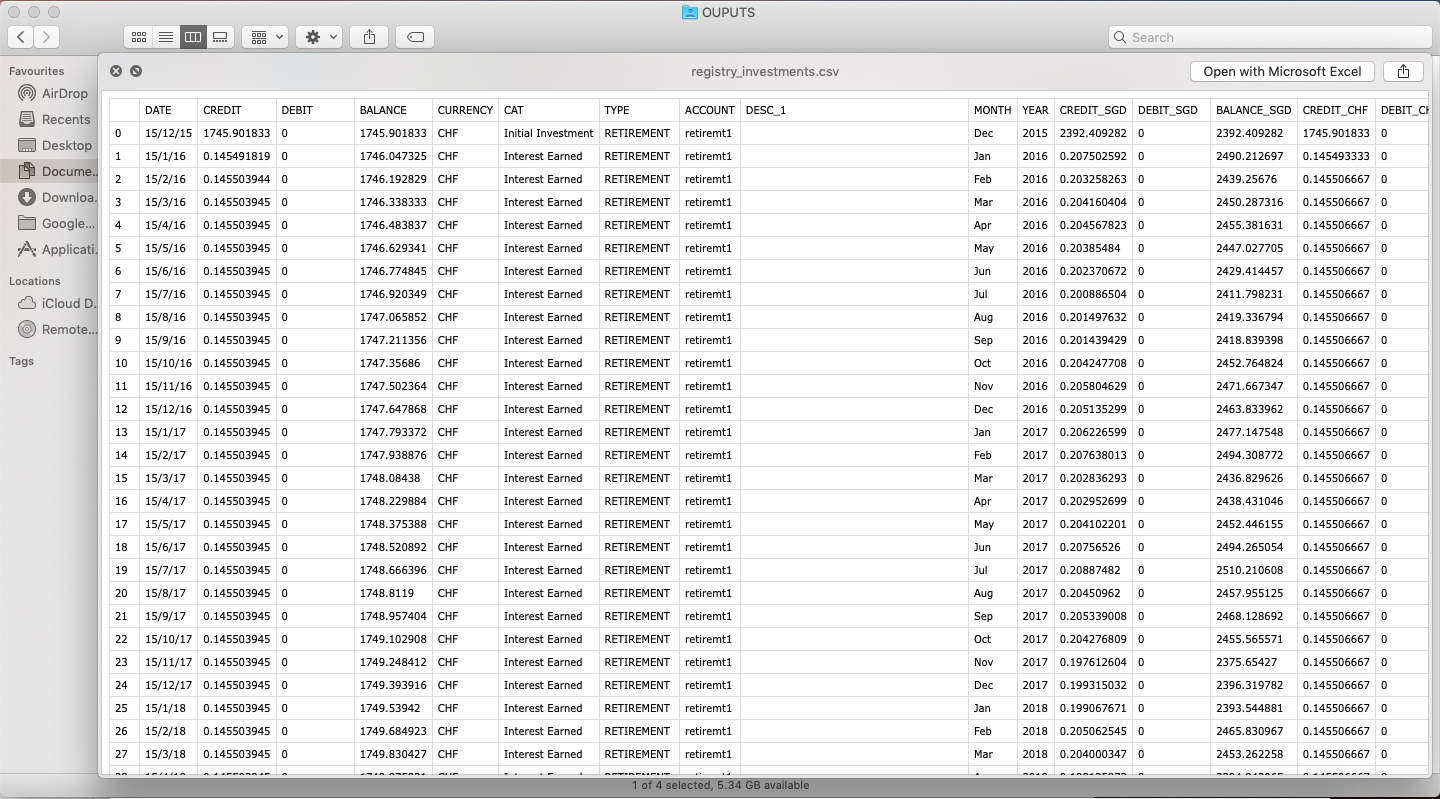 OUPUTS
Search
Favourites
AirDrop
Recents
Desktop
Docume...
Downloa...
Google...
Applicati...
Locations
iCloud D...
Remote...
Tags
registry_investments.csv
Open with Microsoft Excel
DATE CREDIT DEBIT BALANCE CURRENCY CAT TYPE ACCOUNT DESC_1 MONTH YEAR CREDIT_SGD DEBIT_SGD BALANCE_SGD CREDIT_CHF DEBIT_CH
0 15/12/15 1745.901833 0 1745.901833 CHF Initial Investment RETIREMENT retiremt1 Dec 2015 2392.409282 0 2392.409282 1745.901833 0
1 15/1/16 0.145491819 0 1746.047325 CHF Interest Earned RETIREMENT retiremt1 Jan 2016 0.207502592 0 2490.212697 0.145493333 0
2 15/2/16 0.145503944 0 1746.192829 CHF Interest Earned RETIREMENT retiremt1 Feb 2016 0.203258263 0 2439.25676 0.145506667 0
3 15/3/16 0.145503945 0 1746.338333 CHF Interest Earned RETIREMENT retiremt1 Mar 2016 0.204160404 0 2450.287316 0.145506667 0
4 15/4/16 0.145503945 0 1746.483837 CHF Interest Earned RETIREMENT retiremt1 Apr 2016 0.204567823 0 2455.381631 0.145506667 0
5 15/5/16 0.145503945 0 1746.629341 CHF Interest Earned RETIREMENT retiremt1 May 2016 0.20385484 0 2447.027705 0.145506667 0
6 15/6/16 0.145503945 0 1746.774845 CHF Interest Earned RETIREMENT retiremt1 Jun 2016 0.202370672 0 2429.414457 0.145506667 0
7 15/7/16 0.145503945 0 1746.920349 CHF Interest Earned RETIREMENT retiremt1 Jul 2016 0.200886504 0 2411.798231 0.145506667 0
8 15/8/16 0.145503945 0 1747.065852 CHF Interest Earned RETIREMENT retiremt1 Aug 2016 0.201497632 0 2419.336794 0.145506667 0
9 15/9/16 0.145503945 0 1747.211356 CHF Interest Earned RETIREMENT retiremt1 Sep 2016 0.201439429 0 2418.839398 0.145506667 0
10 15/10/16 0.145503945 0 1747.35686 CHF Interest Earned RETIREMENT retiremt1 Oct 2016 0.204247708 0 2452.764824 0.145506667 0
11 15/11/16 0.145503945 0 1747.502364 CHF Interest Earned RETIREMENT retiremt1 Nov 2016 0.205804629 0 2471.667347 0.145506667 0
12 15/12/16 0.145503945 0 1747.647868 CHF Interest Earned RETIREMENT retiremt1 Dec 2016 0.205135299 0 2463.833962 0.145506667 0
13 15/1/17 0.145503945 0 1747.793372 CHF Interest Earned RETIREMENT retiremt1 Jan 2017 0.206226599 0 2477.147548 0.145506667 0
14 15/2/17 0.145503945 0 1747.938876 CHF Interest Earned RETIREMENT retiremt1 Feb 2017 0.207638013 0 2494.308772 0.145506667 0
15 15/3/17 0.145503945 0 1748.08438 CHF Interest Earned RETIREMENT retiremt1 Mar 2017 0.202836293 0 2436.829626 0.145506667 0
16 15/4/17 0.145503945 0 1748.229884 CHF Interest Earned RETIREMENT retiremt1 Apr 2017 0.202952699 0 2438.431046 0.145506667 0
17 15/5/17 0.145503945 0 1748.375388 CHF Interest Earned RETIREMENT retiremt1 May 2017 0.204102201 0 2452.446155 0.145506667 0
18 15/6/17 0.145503945 0 1748.520892 CHF Interest Earned RETIREMENT retiremt1 Jun 2017 0.20756526 0 2494.265054 0.145506667 0
19 15/7/17 0.145503945 0 1748.666396 CHF Interest Earned RETIREMENT retiremt1 Jul 2017 0.20887482 0 2510.210608 0.145506667 0
20 15/8/17 0.145503945 0 1748.8119 CHF Interest Earned RETIREMENT retiremt1 Aug 2017 0.20450962 0 2457.955125 0.145506667 0
21 15/9/17 0.145503945 0 1748.957404 CHF Interest Earned RETIREMENT retiremt1 Sep 2017 0.205339008 0 2468.128692 0.145506667 0
22 15/10/17 0.145503945 0 1749.102908 CHF Interest Earned RETIREMENT retiremt1 Oct 2017 0.204276809 0 2455.565571 0.145506667 0
23 15/11/17 0.145503945 0 1749.248412 CHF Interest Earned RETIREMENT retiremt1 Nov 2017 0.197612604 0 2375.65427 0.145506667 0
24 15/12/17 0.145503945 0 1749.393916 CHF Interest Earned RETIREMENT retiremt1 Dec 2017 0.199315032 0 2396.319782 0.145506667 0
25 15/1/18 0.145503945 0 1749.53942 CHF Interest Earned RETIREMENT retiremt1 Jan 2018 0.199067671 0 2393.544881 0.145506667 0
26 15/2/18 0.145503945 0 1749.684923 CHF Interest Earned RETIREMENT retiremt1 Feb 2018 0.205062545 0 2465.830967 0.145506667 0
27 15/3/18 0.145503945 0 1749.830427 CHF Interest Earned RETIREMENT retiremt1 Mar 2018 0.204000347 0 2453.262258 0.145506667 0
1 of 4 selected, 5.34 GB available